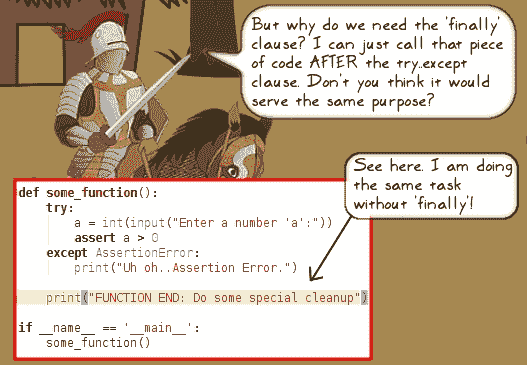 But why do we need the 'finally'
clause? I can just call that piece
of code AFTER the try..except
clause. Don't you think it would
serve the same purpose?
See here. I am doing
the same task
without 'finally'!
def some_function():
    try:
        a = int(input("Enter a number 'a':"))
        assert a > 0
    except AssertionError:
        print("Uh oh..Assertion Error.")
    print("FUNCTION END: Do some special cleanup")
if __name__ == '__main__':
    some_function()